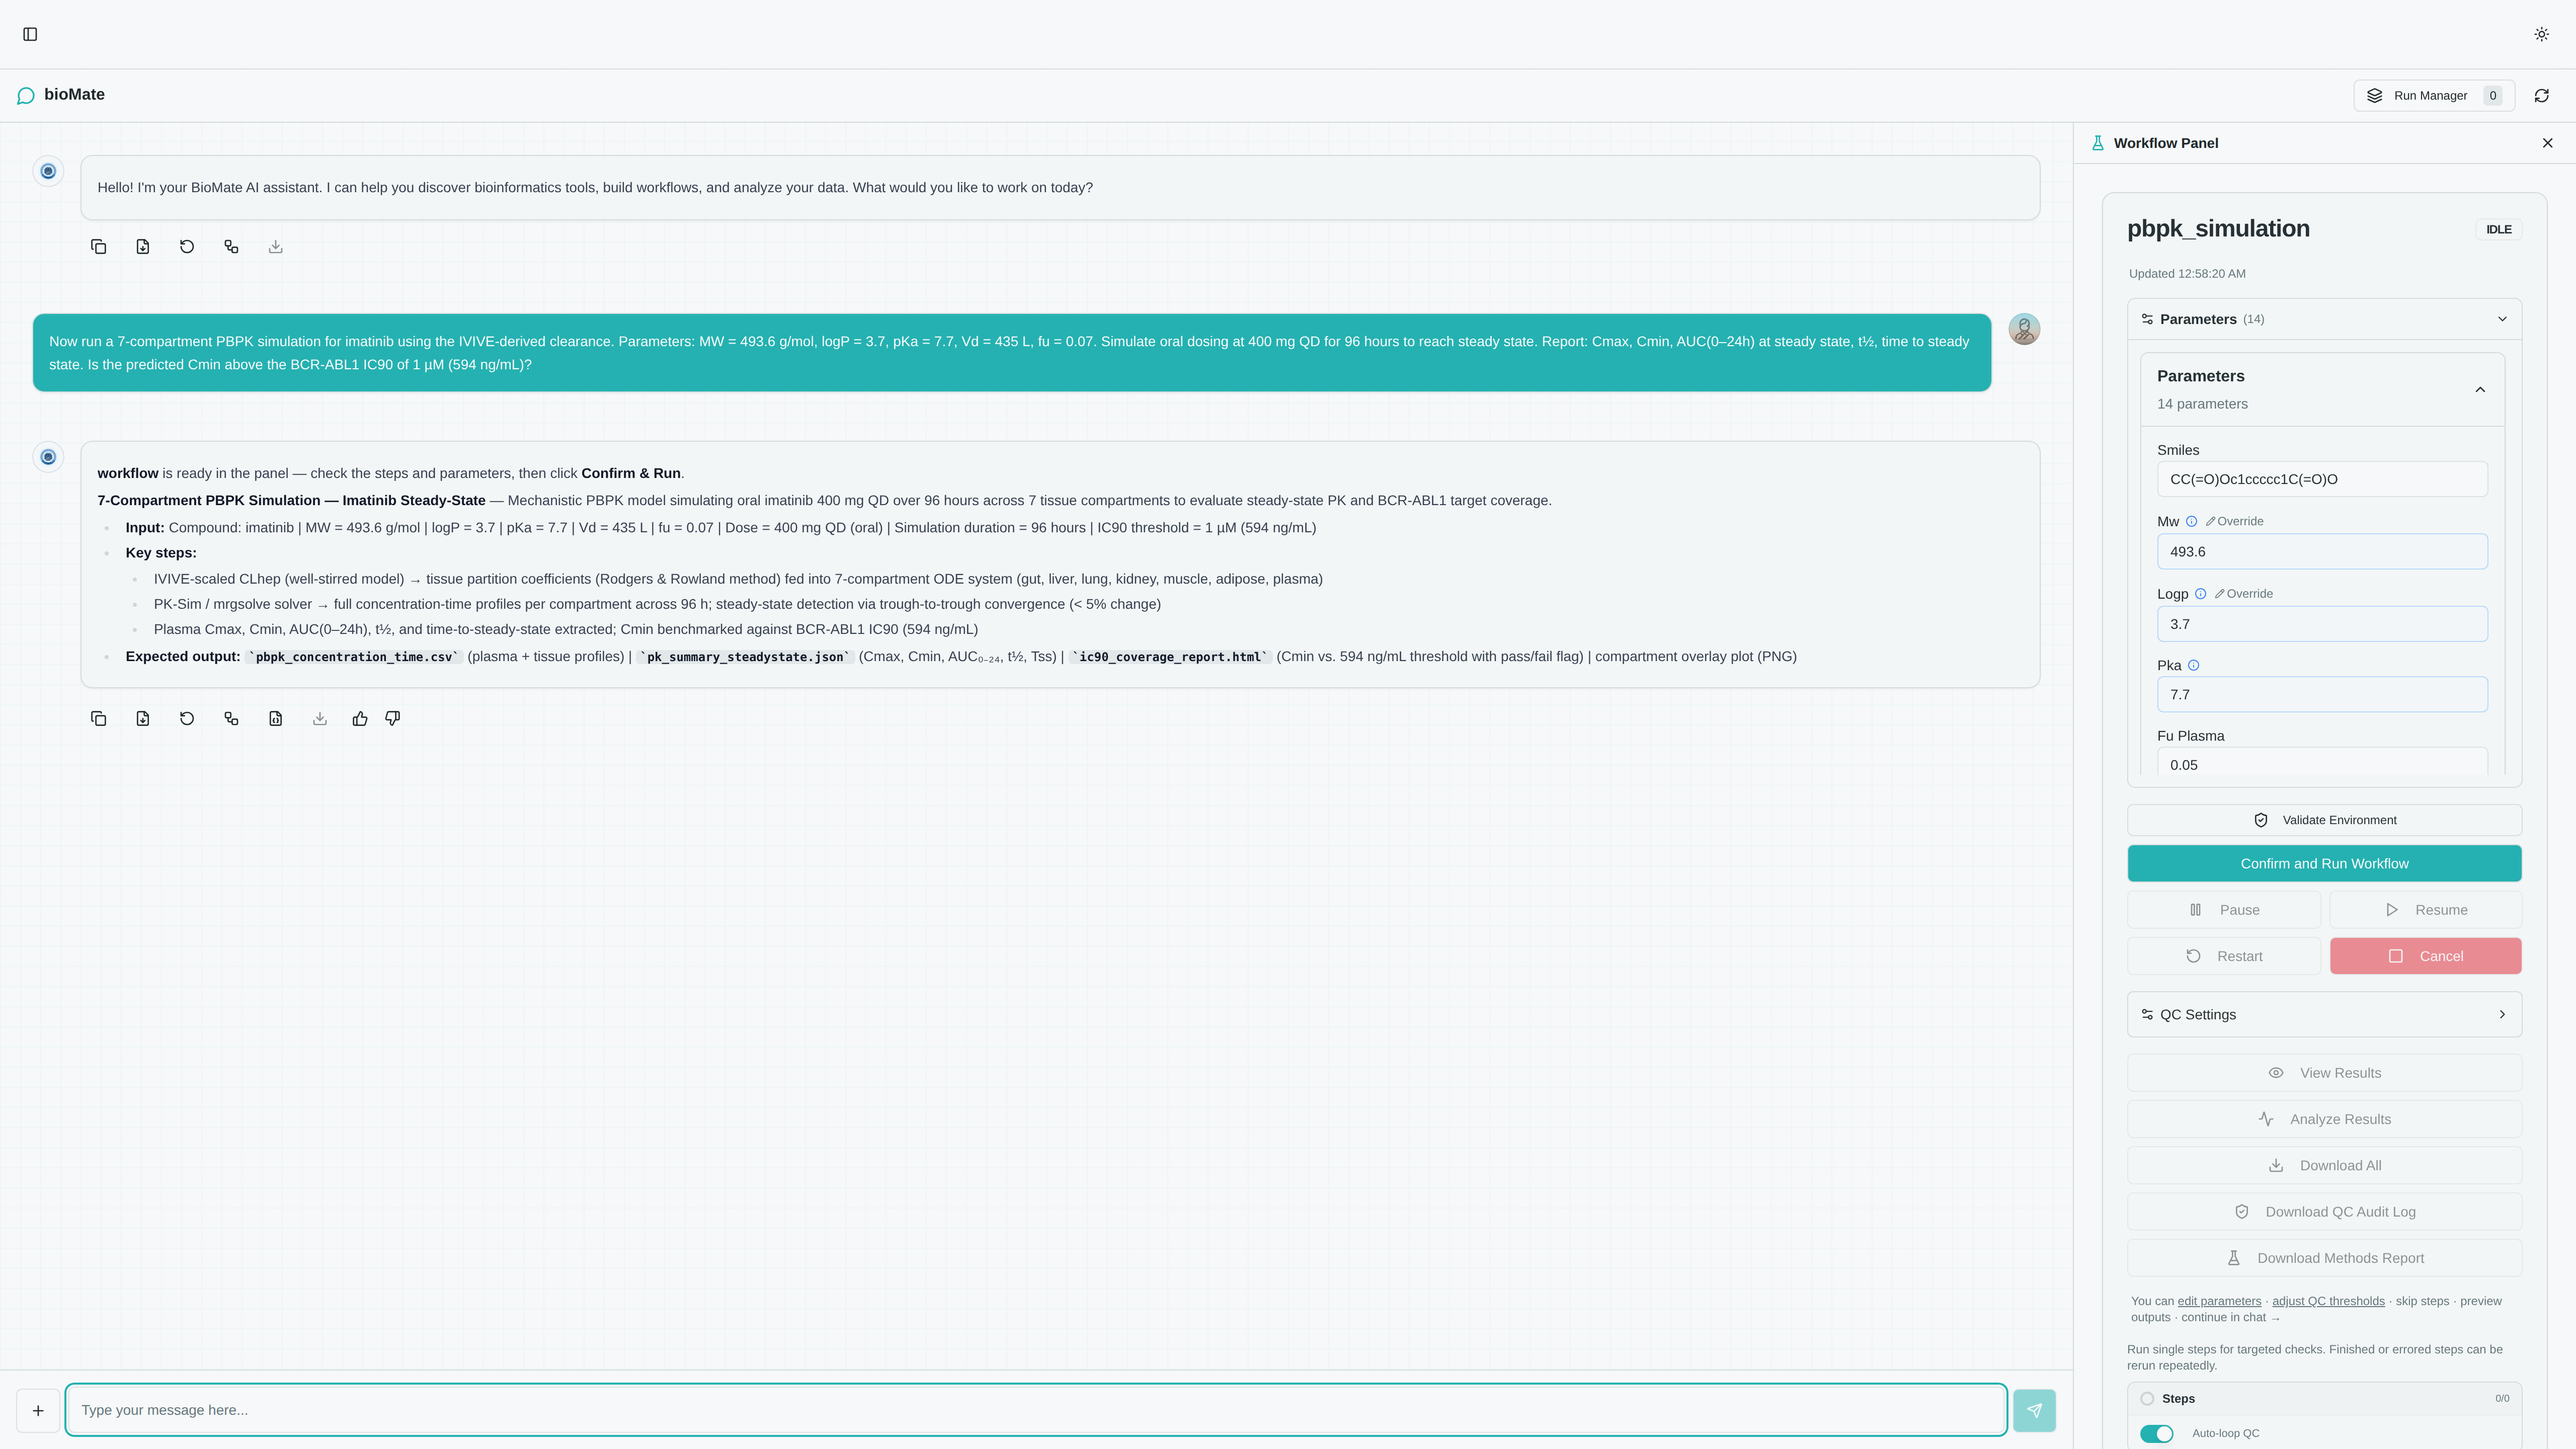 bioMate
Run Manager 0
Hello! I'm your BioMate AI assistant. I can help you discover bioinformatics tools, build workflows, and analyze your data. What would you like to work on today?
Now run a 7-compartment PBPK simulation for imatinib using the IVIVE-derived clearance. Parameters: MW = 493.6 g/mol, logP = 3.7, pKa = 7.7, Vd = 435 L, fu = 0.07. Simulate oral dosing at 400 mg QD for 96 hours to reach steady state. Report: Cmax, Cmin, AUC(0–24h) at steady state, t½, time to steady
state. Is the predicted Cmin above the BCR-ABL1 IC90 of 1 µM (594 ng/mL)?
workflow is ready in the panel — check the steps and parameters, then click Confirm & Run.
7-Compartment PBPK Simulation — Imatinib Steady-State — Mechanistic PBPK model simulating oral imatinib 400 mg QD over 96 hours across 7 tissue compartments to evaluate steady-state PK and BCR-ABL1 target coverage.
Input: Compound: imatinib | MW = 493.6 g/mol | logP = 3.7 | pKa = 7.7 | Vd = 435 L | fu = 0.07 | Dose = 400 mg QD (oral) | Simulation duration = 96 hours | IC90 threshold = 1 µM (594 ng/mL)
Key steps:
IVIVE-scaled CLhep (well-stirred model) → tissue partition coefficients (Rodgers & Rowland method) fed into 7-compartment ODE system (gut, liver, lung, kidney, muscle, adipose, plasma)
PK-Sim / mrgsolve solver → full concentration-time profiles per compartment across 96 h; steady-state detection via trough-to-trough convergence (< 5% change)
Plasma Cmax, Cmin, AUC(0–24h), t½, and time-to-steady-state extracted; Cmin benchmarked against BCR-ABL1 IC90 (594 ng/mL)
Expected output: `pbpk_concentration_time.csv` (plasma + tissue profiles) | `pk_summary_steadystate.json` (Cmax, Cmin, AUC₀₋₂₄, t½, Tss) | `ic90_coverage_report.html` (Cmin vs. 594 ng/mL threshold with pass/fail flag) | compartment overlay plot (PNG)
Type your message here...
Workflow Panel
pbpk_simulation IDLE
Updated 12:58:20 AM
Parameters (14)
Parameters
14 parameters
Smiles
CC(=O)Oc1ccccc1C(=O)O
Mw Override
493.6
Logp Override
3.7
Pka
7.7
Fu Plasma
0.05
Validate Environment
Confirm and Run Workflow
Pause Resume
Restart Cancel
QC Settings
View Results
Analyze Results
Download All
Download QC Audit Log
Download Methods Report
You can edit parameters · adjust QC thresholds · skip steps · preview
outputs · continue in chat →
Run single steps for targeted checks. Finished or errored steps can be
rerun repeatedly.
Steps 0/0
Auto-loop QC